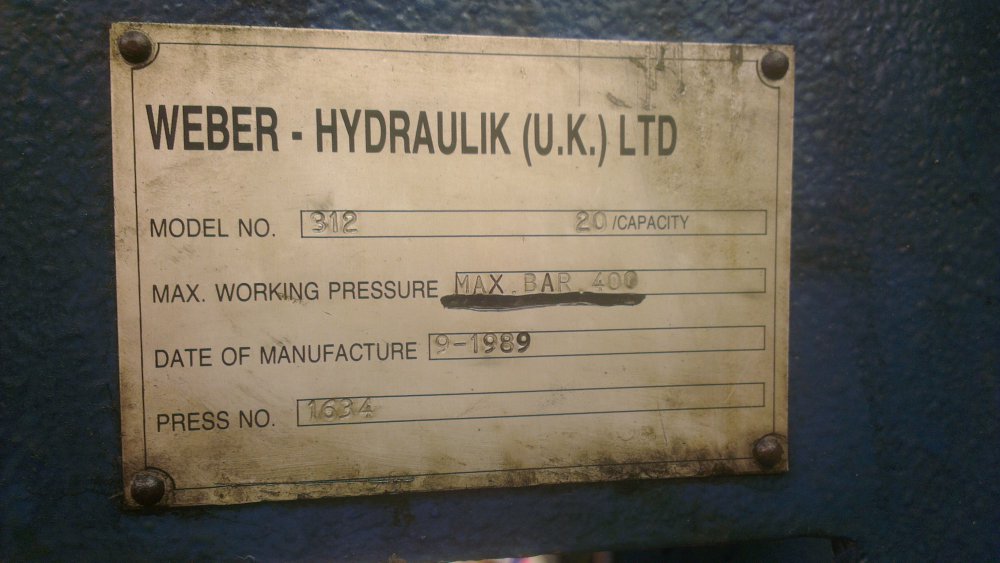 WEBER - HYDRAULIK (U.K.) LTD
MODEL NO. 312 20 /CAPACITY
MAX. WORKING PRESSURE MAX.BAR.400
DATE OF MANUFACTURE 9-1989
PRESS NO. 1634